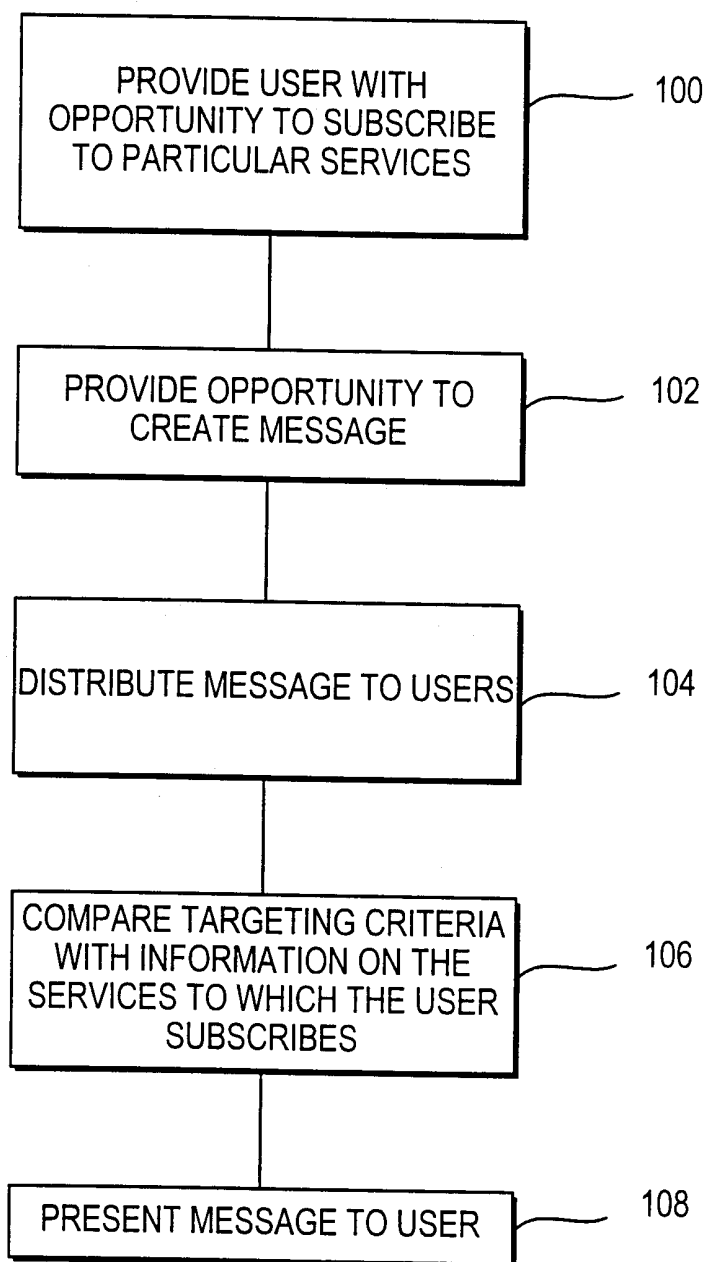 PROVIDE USER WITH
OPPORTUNITY TO SUBSCRIBE
TO PARTICULAR SERVICES
100
PROVIDE OPPORTUNITY TO
CREATE MESSAGE
102
DISTRIBUTE MESSAGE TO USERS
104
COMPARE TARGETING CRITERIA
WITH INFORMATION ON THE
SERVICES TO WHICH THE USER
SUBSCRIBES
106
PRESENT MESSAGE TO USER
108